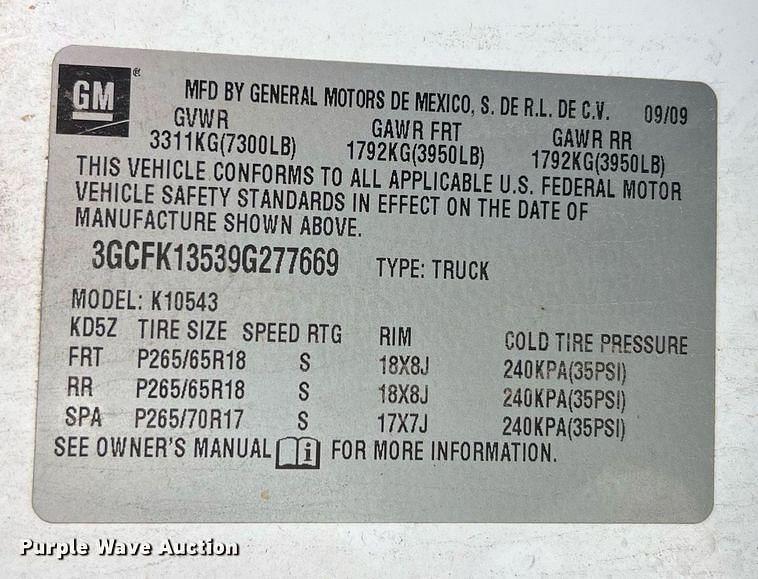 GM ®
MFD BY GENERAL MOTORS DE MEXICO, S. DE R.L. DE C.V. 09/09
GVWR GAWR FRT GAWR RR
3311KG(7300LB) 1792KG(3950LB) 1792KG(3950LB)
THIS VEHICLE CONFORMS TO ALL APPLICABLE U.S. FEDERAL MOTOR
VEHICLE SAFETY STANDARDS IN EFFECT ON THE DATE OF
MANUFACTURE SHOWN ABOVE.
3GCFK13539G277669 TYPE: TRUCK
MODEL: K10543
KD5Z TIRE SIZE SPEED RTG RIM COLD TIRE PRESSURE
FRT P265/65R18 S 18X8J 240KPA(35PSI)
RR P265/65R18 S 18X8J 240KPA(35PSI)
SPA P265/70R17 S 17X7J 240KPA(35PSI)
SEE OWNER'S MANUAL i FOR MORE INFORMATION.
Purple Wave Auction